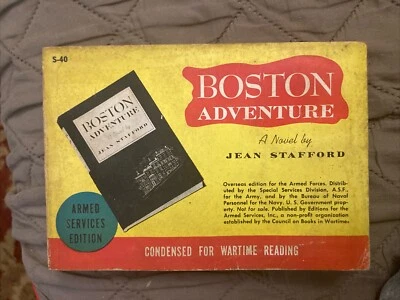 S-40
BOSTON
ADVENTURE
JEAN STAFFORD
BOSTON
ADVENTURE
A Novel by
JEAN STAFFORD
Overseas edition for the Armed Forces. Distrib-
uted by the Special Services Division, A.S.F.,
for the Army, and by the Bureau of Naval
Personnel for the Navy. U. S. Government prop-
erty. Not for sale. Published by Editions for the
Armed Services, Inc., a non-profit organization
established by the Council on Books in Wartime.
ARMED
SERVICES
EDITION
CONDENSED FOR WARTIME READING